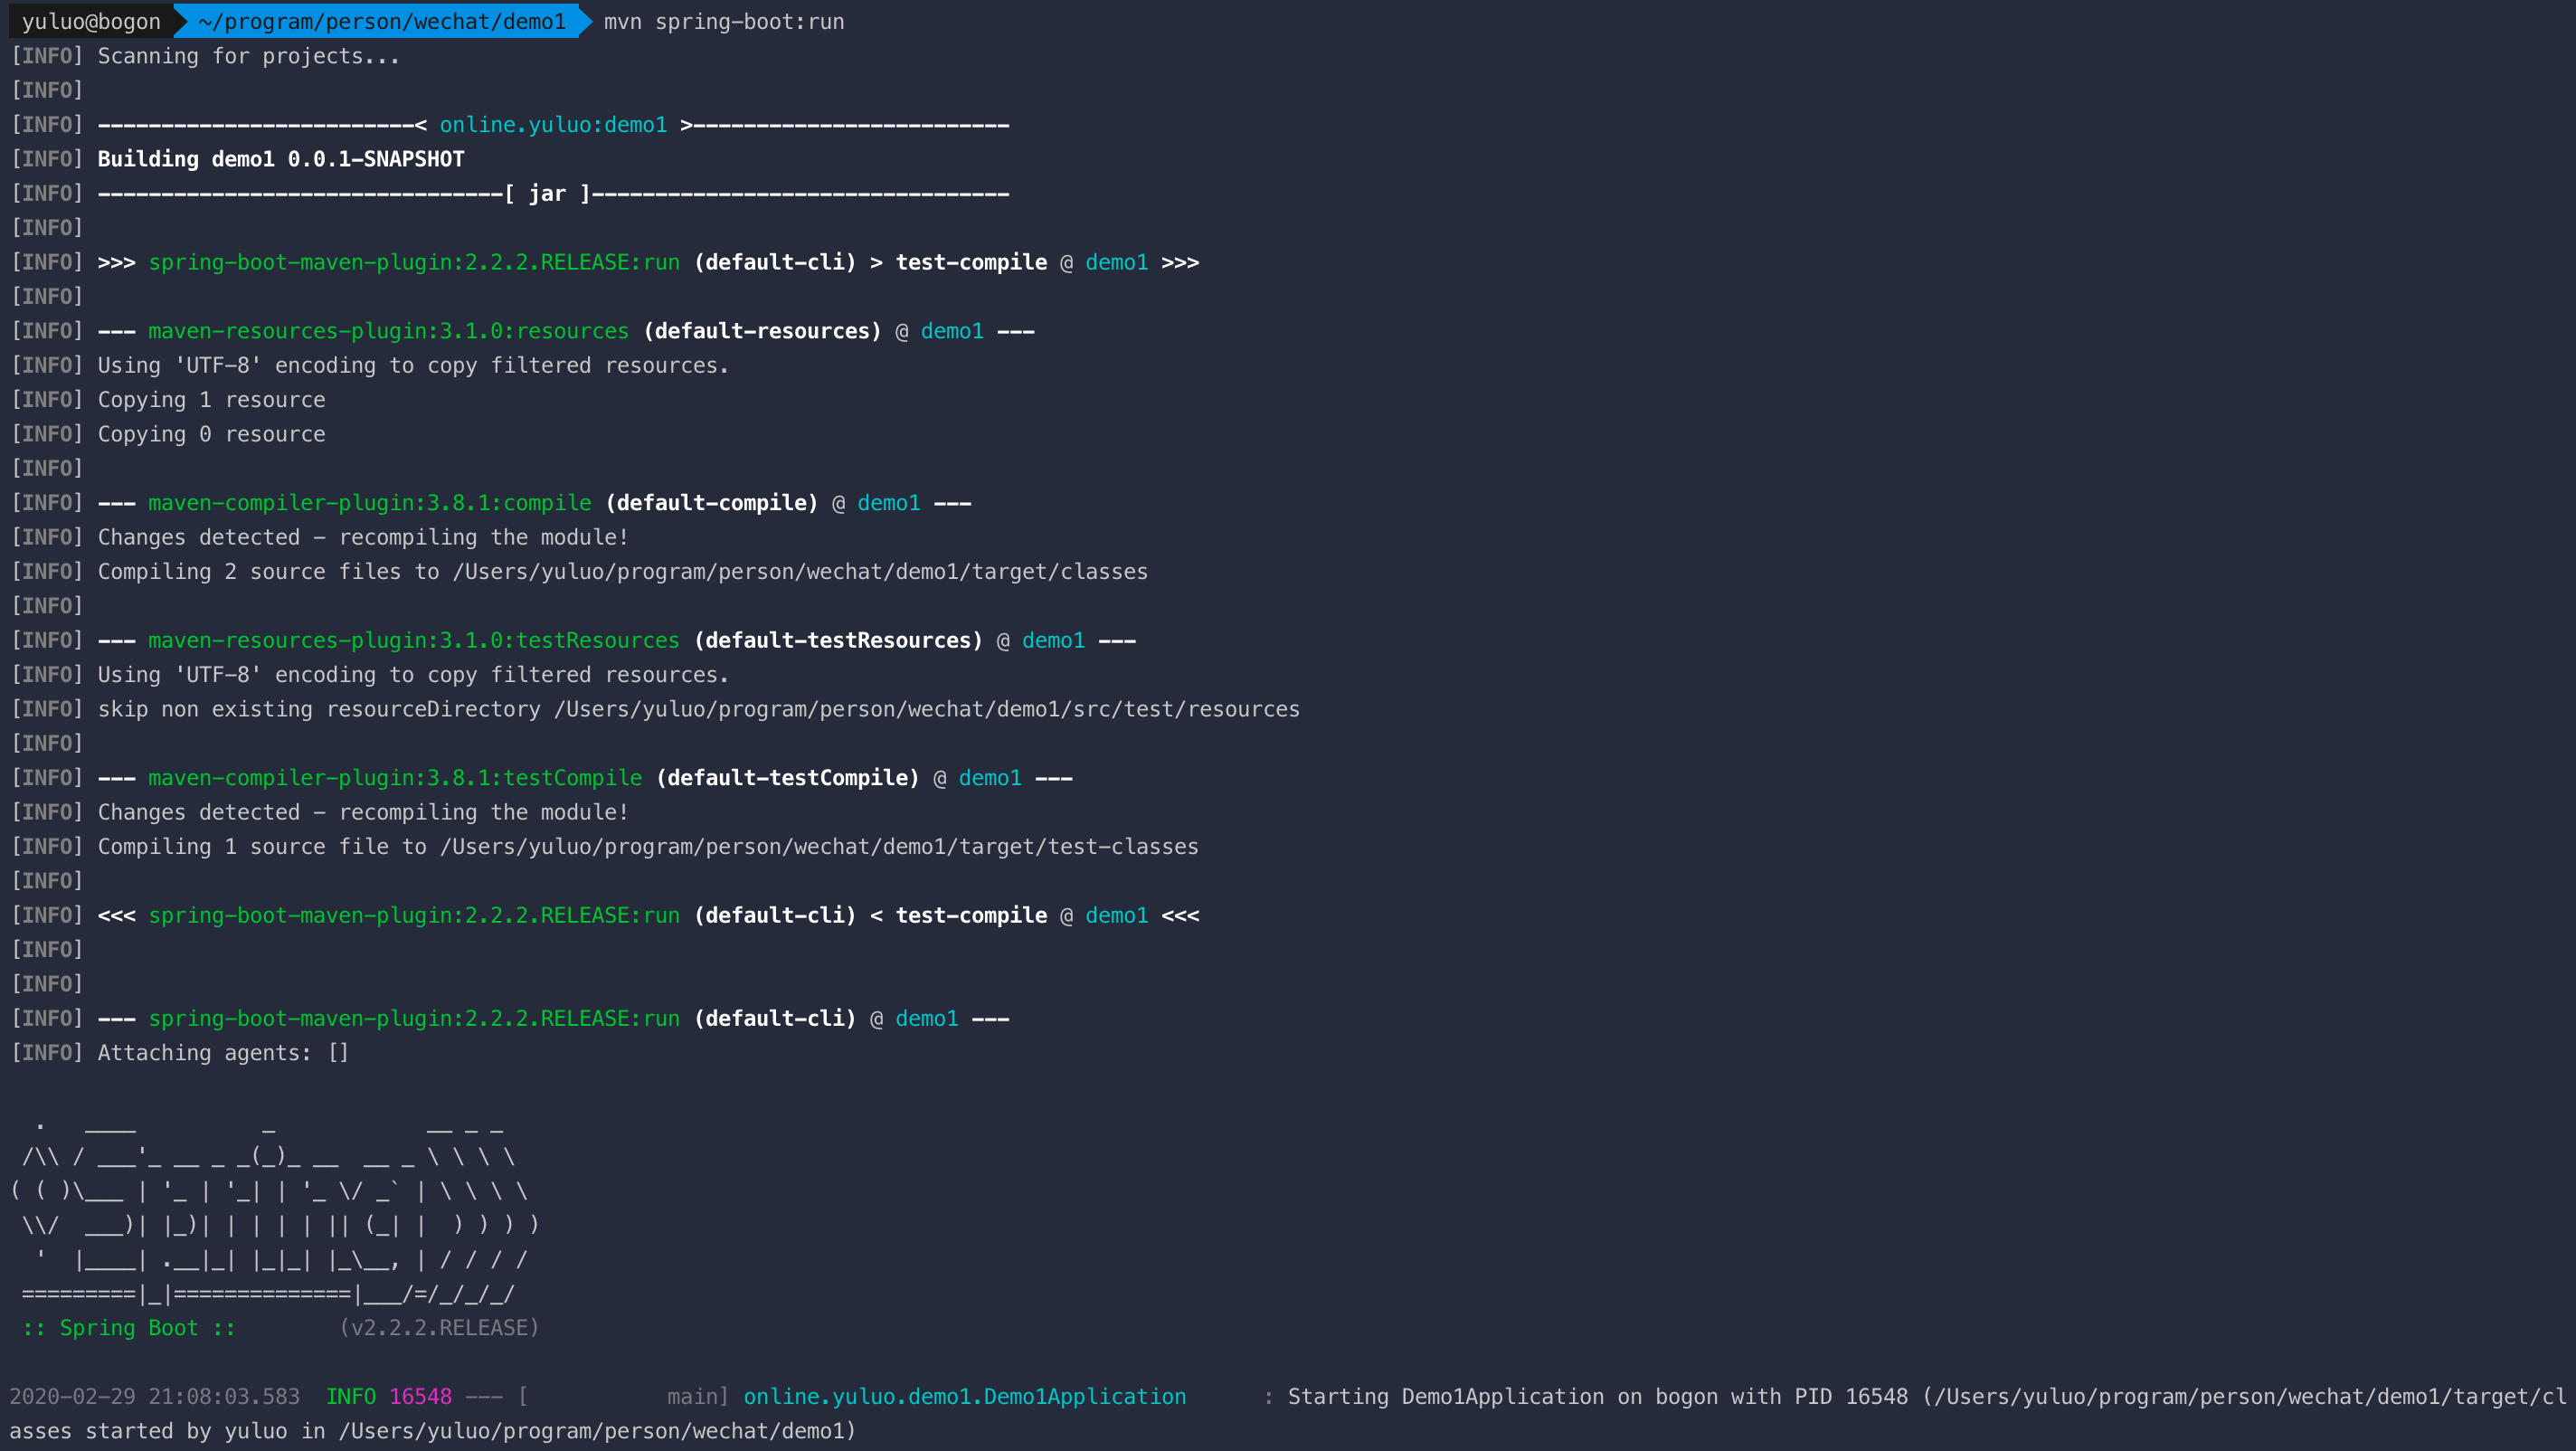 yuluo@bogon ~/program/person/wechat/demo1 mvn spring-boot:run
[INFO] Scanning for projects...
[INFO]
[INFO] -------------------------< online.yuluo:demo1 >-------------------------
[INFO] Building demo1 0.0.1-SNAPSHOT
[INFO] --------------------------------[ jar ]---------------------------------
[INFO]
[INFO] >>> spring-boot-maven-plugin:2.2.2.RELEASE:run (default-cli) > test-compile @ demo1 >>>
[INFO]
[INFO] --- maven-resources-plugin:3.1.0:resources (default-resources) @ demo1 ---
[INFO] Using 'UTF-8' encoding to copy filtered resources.
[INFO] Copying 1 resource
[INFO] Copying 0 resource
[INFO]
[INFO] --- maven-compiler-plugin:3.8.1:compile (default-compile) @ demo1 ---
[INFO] Changes detected - recompiling the module!
[INFO] Compiling 2 source files to /Users/yuluo/program/person/wechat/demo1/target/classes
[INFO]
[INFO] --- maven-resources-plugin:3.1.0:testResources (default-testResources) @ demo1 ---
[INFO] Using 'UTF-8' encoding to copy filtered resources.
[INFO] skip non existing resourceDirectory /Users/yuluo/program/person/wechat/demo1/src/test/resources
[INFO]
[INFO] --- maven-compiler-plugin:3.8.1:testCompile (default-testCompile) @ demo1 ---
[INFO] Changes detected - recompiling the module!
[INFO] Compiling 1 source file to /Users/yuluo/program/person/wechat/demo1/target/test-classes
[INFO]
[INFO] <<< spring-boot-maven-plugin:2.2.2.RELEASE:run (default-cli) < test-compile @ demo1 <<<
[INFO]
[INFO]
[INFO] --- spring-boot-maven-plugin:2.2.2.RELEASE:run (default-cli) @ demo1 ---
[INFO] Attaching agents: []
  .   ____          _            __ _ _
 /\\ / ___'_ __ _ _(_)_ __  __ _ \ \ \ \
( ( )\___ | '_ | '_| | '_ \/ _` | \ \ \ \
 \\/  ___)| |_)| | | | | || (_| |  ) ) ) )
  '  |____| .__|_| |_|_| |_\__, | / / / /
 =========|_|==============|___/=/_/_/_/
 :: Spring Boot ::        (v2.2.2.RELEASE)
2020-02-29 21:08:03.583  INFO 16548 --- [           main] online.yuluo.demo1.Demo1Application      : Starting Demo1Application on bogon with PID 16548 (/Users/yuluo/program/person/wechat/demo1/target/cl
asses started by yuluo in /Users/yuluo/program/person/wechat/demo1)